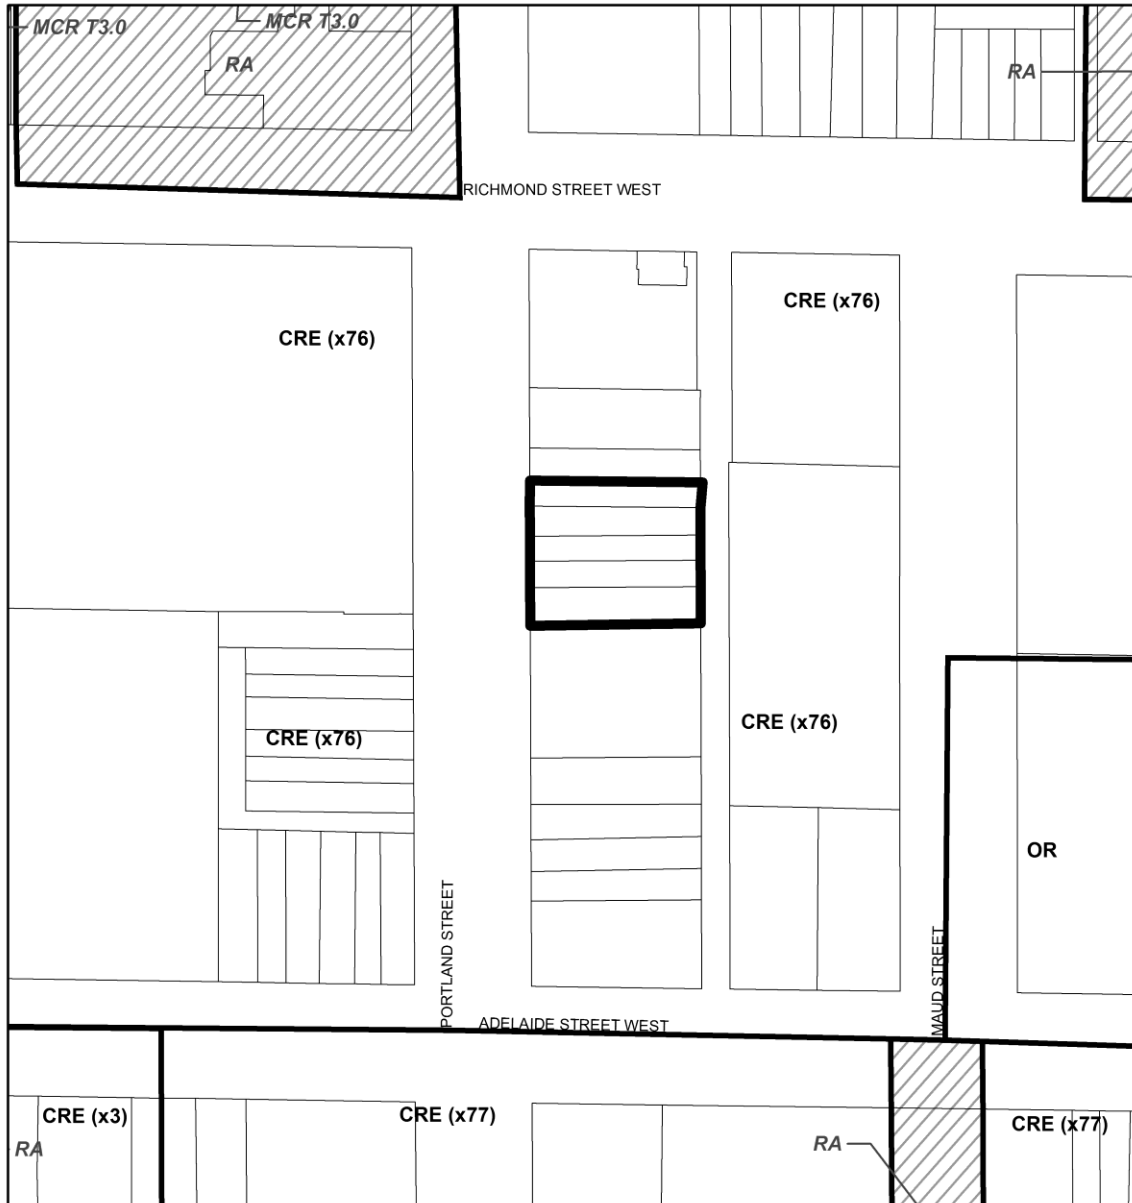 MCR T3.0
MCR T3.0
RA
RA
RICHMOND STREET WEST
CRE (x76)
CRE (x76)
CRE (x76)
CRE (x76)
OR
PORTLAND STREET
MAUD STREET
ADELAIDE STREET WEST
CRE (x3)
CRE (x77)
CRE (x77)
RA
RA